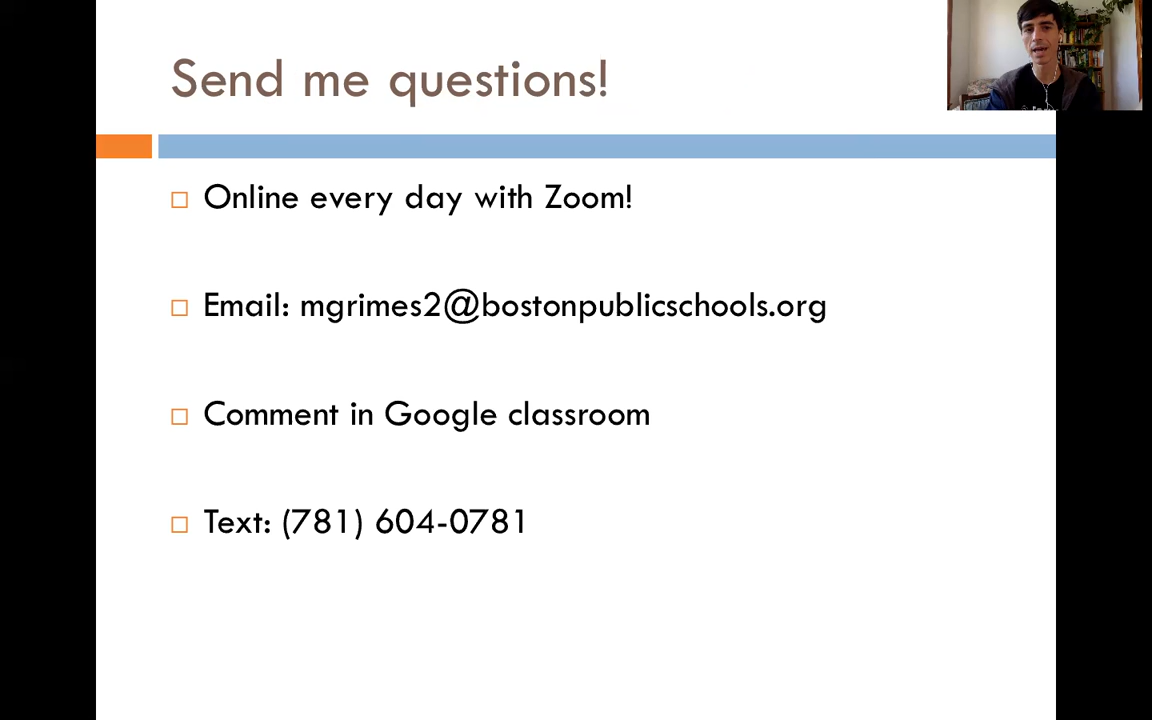 Send me questions!
Online every day with Zoom!
Email: mgrimes2@bostonpublicschools.org
Comment in Google classroom
Text: (781) 604-0781